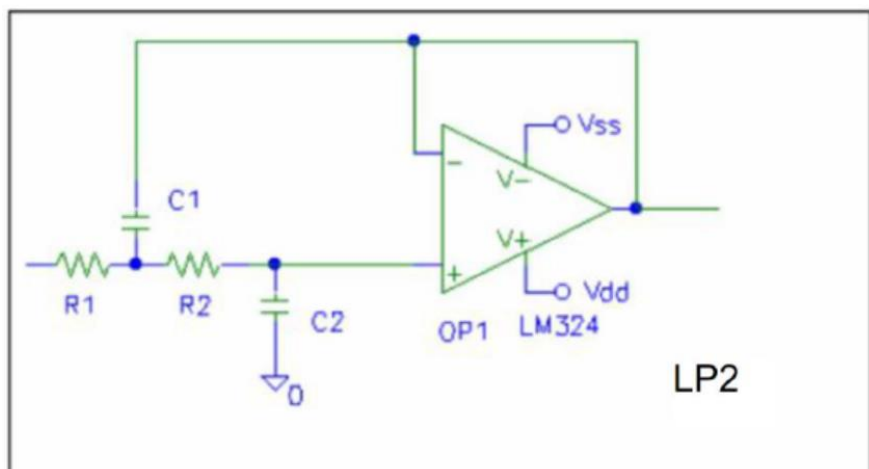 Vss
C1
-
V-
V+
+
R1
R2
Vdd
C2
OP1
LM324
0
LP2